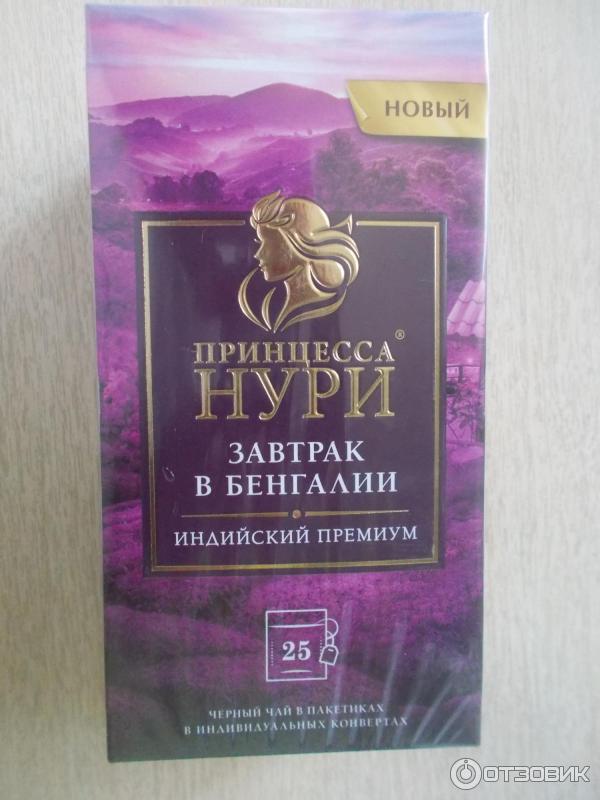 НОВЫЙ
ПРИНЦЕССА®
НУРИ
ЗАВТРАК
В БЕНГАЛИИ
ИНДИЙСКИЙ ПРЕМИУМ
25
ЧЕРНЫЙ ЧАЙ В ПАКЕТИКАХ
В ИНДИВИДУАЛЬНЫХ КОНВЕРТАХ
ОТЗОВИК